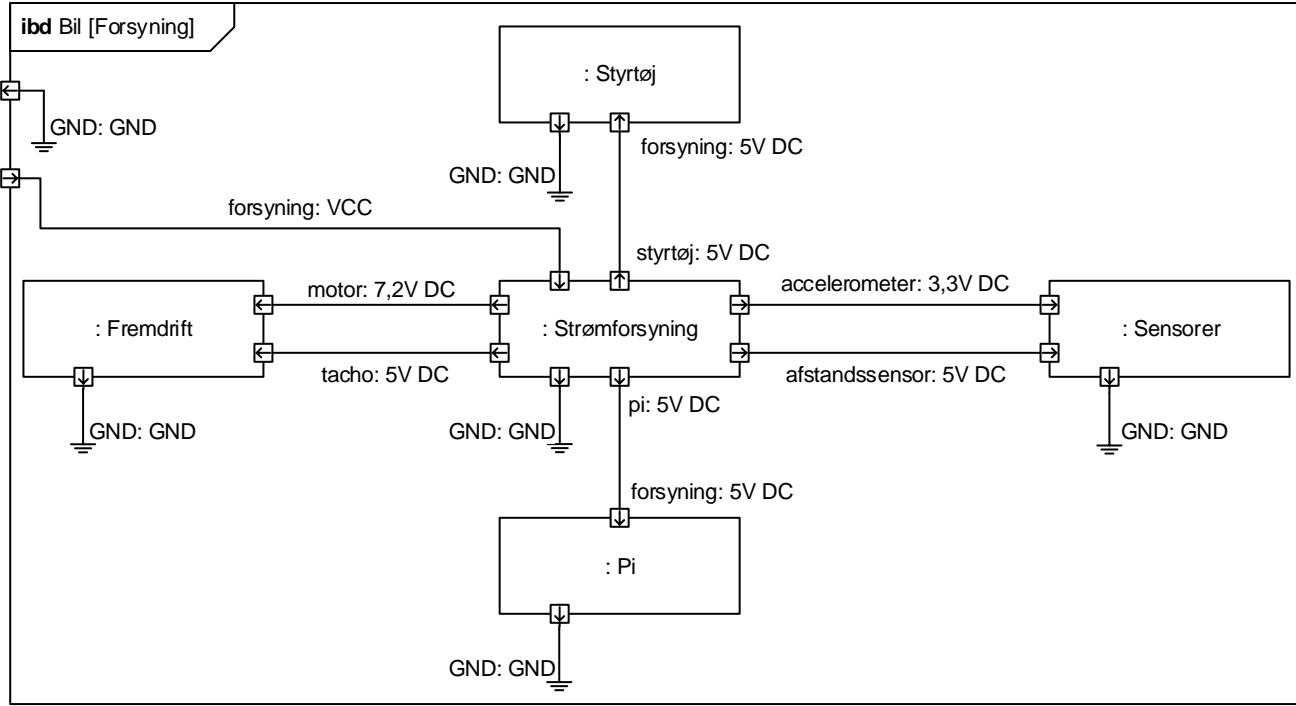 ibd Bil [Forsyning]
: Styrtøj
GND: GND
forsyning: 5V DC
GND: GND
forsyning: VCC
styrtøj: 5V DC
motor: 7,2V DC
accelerometer: 3,3V DC
: Fremdrift
: Strømforsyning
: Sensorer
tacho: 5V DC
afstandssensor: 5V DC
pi: 5V DC
GND: GND
GND: GND
GND: GND
forsyning: 5V DC
: Pi
GND: GND